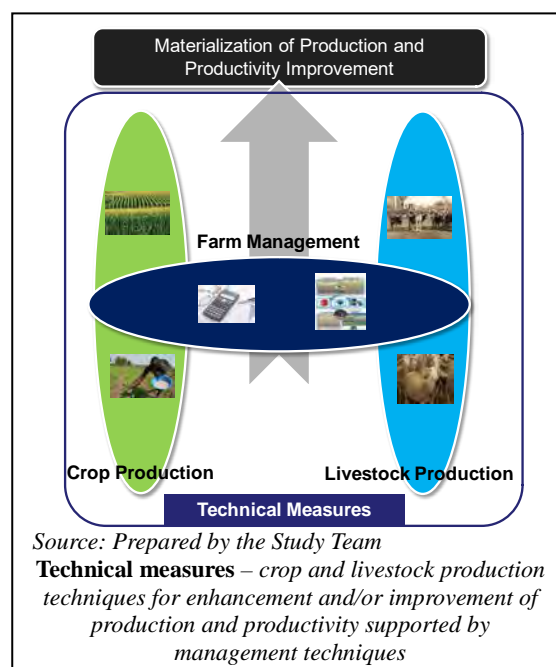 Materialization of Production and
Productivity Improvement
Farm Management
Crop Production
Livestock Production
Technical Measures
Source: Prepared by the Study Team
Technical measures – crop and livestock production
techniques for enhancement and/or improvement of
production and productivity supported by
management techniques